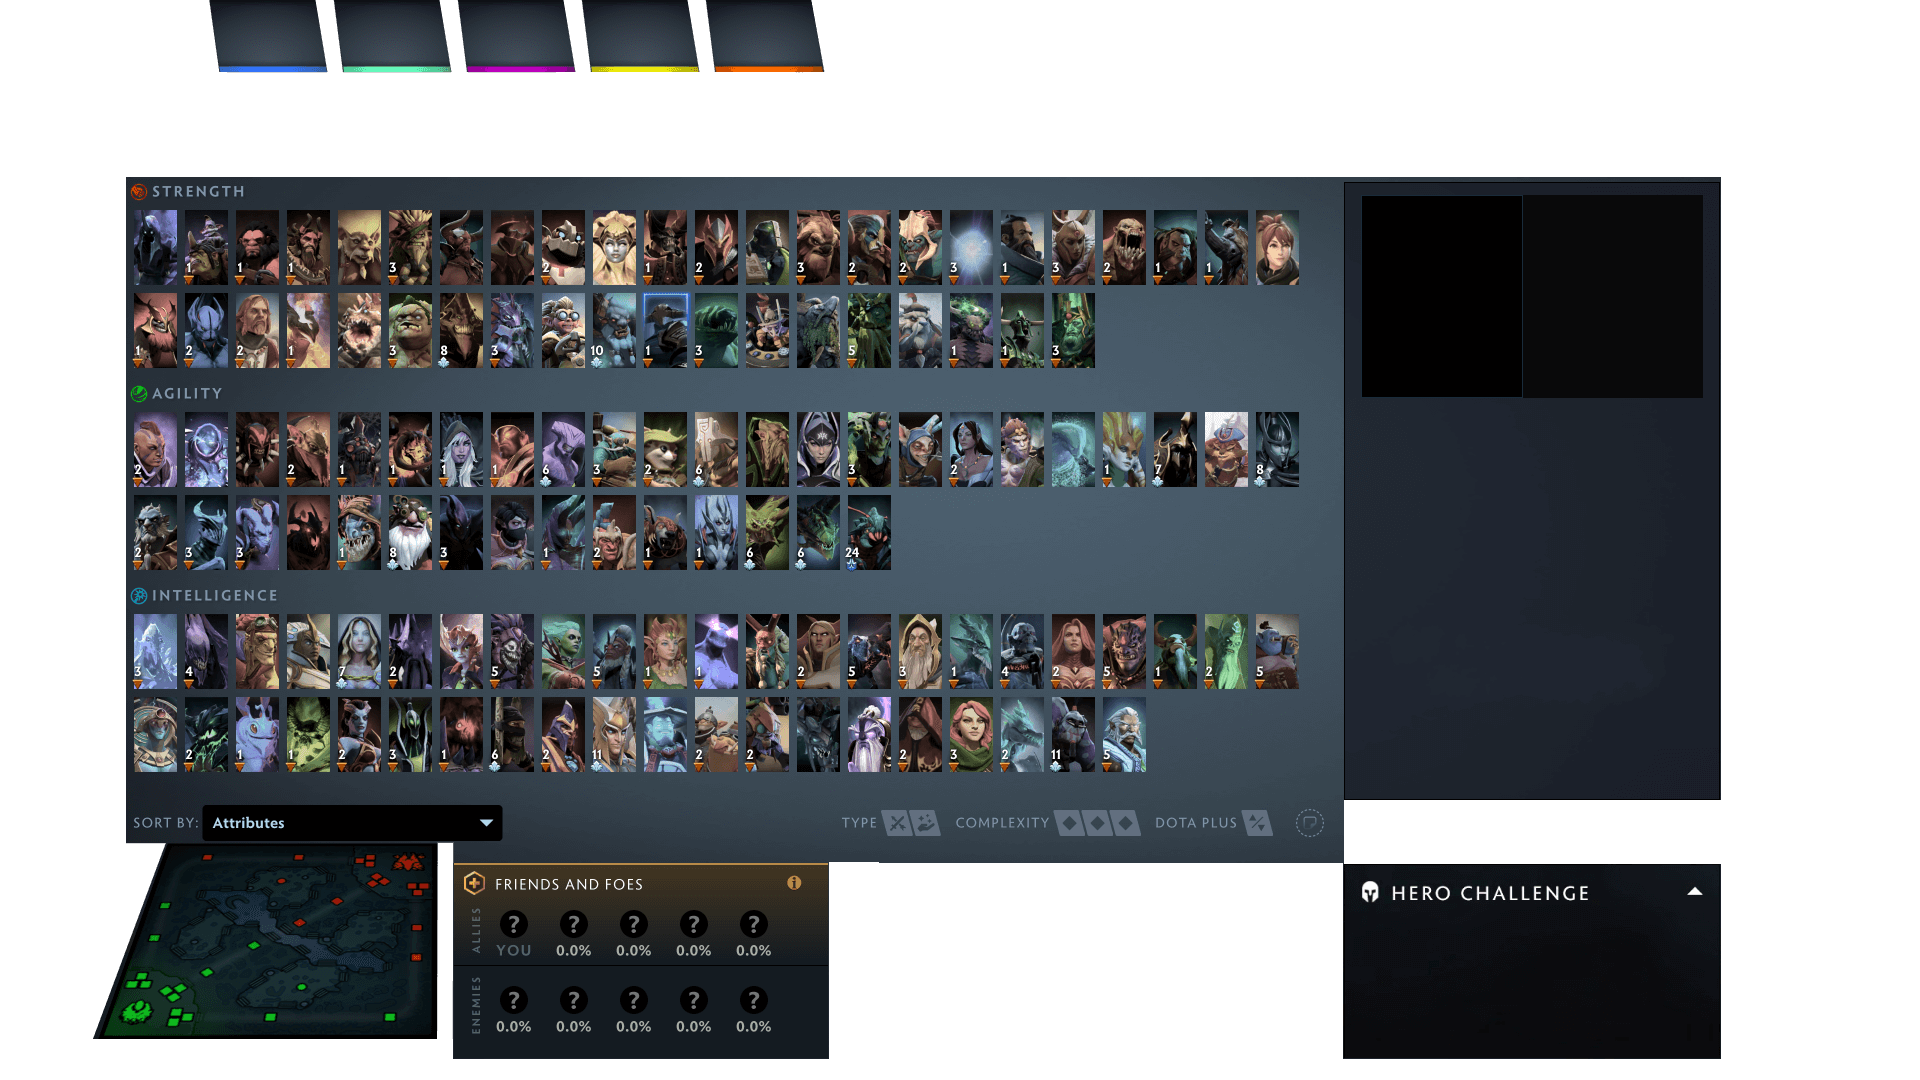 STRENGTH
1 1 1 3 2 1 2 3 2 2 3 1 3 2 1 1
1 2 2 1 3 8 3 10 1 3 5 1 1 3
AGILITY
2 2 1 1 1 1 6 3 2 6 3 2 1 7 8
2 3 3 1 8 3 1 2 1 1 6 6 24
INTELLIGENCE
3 4 7 2 5 5 1 1 2 5 3 1 4 2 5 1 2 5
2 1 1 2 3 1 6 2 11 2 2 2 3 2 11 5
SORT BY: Attributes
TYPE COMPLEXITY DOTA PLUS
FRIENDS AND FOES
ALLIES
? ? ? ? ?
YOU 0.0% 0.0% 0.0% 0.0%
ENEMIES
? ? ? ? ?
0.0% 0.0% 0.0% 0.0% 0.0%
HERO CHALLENGE